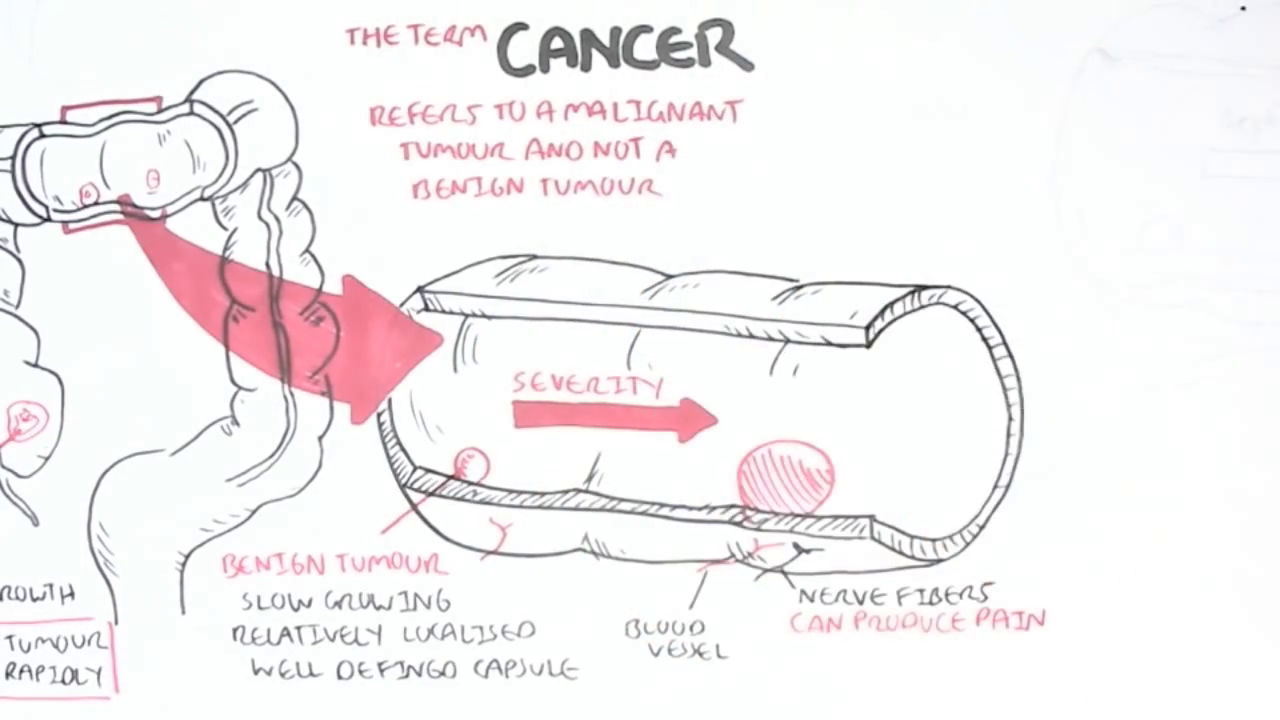 THE TERM CANCER
REFERS TO A MALIGNANT
TUMOUR AND NOT A
BENIGN TUMOUR
SEVERITY
BENIGN TUMOUR
SLOW GROWING
RELATIVELY LOCALISED
WELL DEFINED CAPSULE
BLOOD
VESSEL
NERVE FIBERS
CAN PRODUCE PAIN
ROWTH
TUMOUR
RAPIDLY